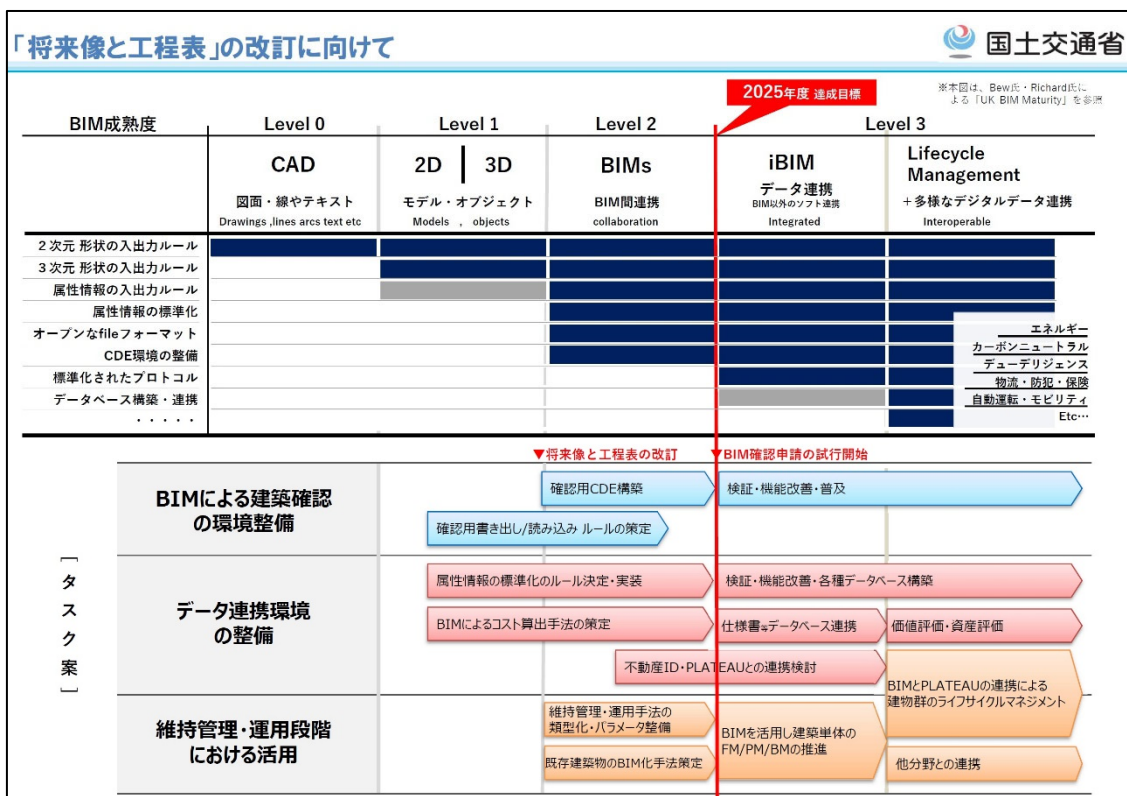 「将来像と工程表」の改訂に向けて
国土交通省
※本図は、Bew氏・Richard氏に
よる「UK BIM Maturity」を参照
2025年度 達成目標
BIM成熟度
Level 0
Level 1
Level 2
Level 3
CAD
図面・線やテキスト
Drawings ,lines arcs text etc
2D | 3D
モデル・オブジェクト
Models , objects
BIMs
BIM間連携
collaboration
iBIM
データ連携
BIM以外のソフト連携
Integrated
Lifecycle
Management
＋多様なデジタルデータ連携
Interoperable
2次元 形状の入出力ルール
3次元 形状の入出力ルール
属性情報の入出力ルール
属性情報の標準化
オープンなfileフォーマット
CDE環境の整備
標準化されたプロトコル
データベース構築・連携
・・・・・
エネルギー
カーボンニュートラル
デューデリジェンス
物流・防犯・保険
自動運転・モビリティ
Etc…
▼将来像と工程表の改訂
▼BIM確認申請の試行開始
［タスク案］
BIMによる建築確認
の環境整備
確認用CDE構築
検証・機能改善・普及
確認用書き出し/読み込み ルールの策定
データ連携環境
の整備
属性情報の標準化のルール決定・実装
検証・機能改善・各種データベース構築
BIMによるコスト算出手法の策定
仕様書等データベース連携
価値評価・資産評価
不動産ID・PLATEAUとの連携検討
BIMとPLATEAUの連携による
建物群のライフサイクルマネジメント
維持管理・運用段階
における活用
維持管理・運用手法の
類型化・パラメータ整備
BIMを活用し建築単体の
FM/PM/BMの推進
既存建築物のBIM化手法策定
他分野との連携